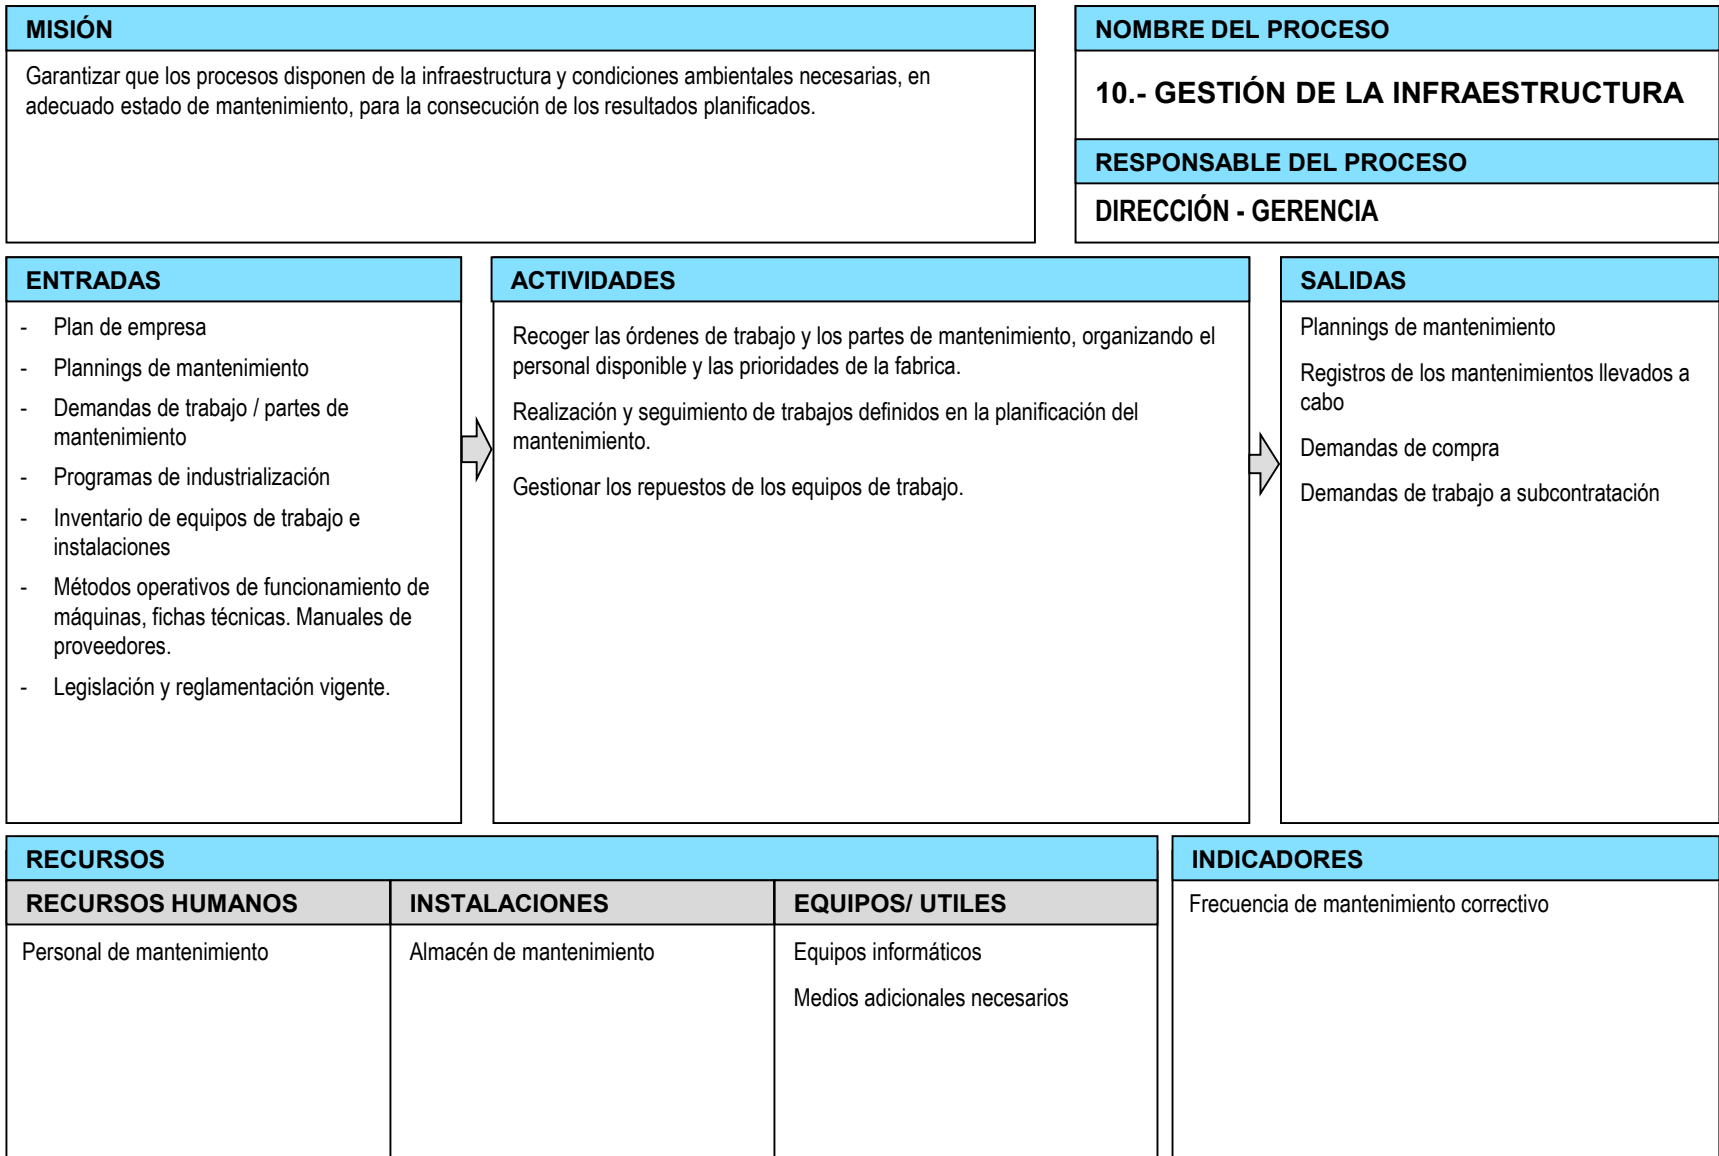 MISIÓN
Garantizar que los procesos disponen de la infraestructura y condiciones ambientales necesarias, en
adecuado estado de mantenimiento, para la consecución de los resultados planificados.
NOMBRE DEL PROCESO
10.- GESTIÓN DE LA INFRAESTRUCTURA
RESPONSABLE DEL PROCESO
DIRECCIÓN - GERENCIA
ENTRADAS
- Plan de empresa
- Plannings de mantenimiento
- Demandas de trabajo / partes de
mantenimiento
- Programas de industrialización
- Inventario de equipos de trabajo e
instalaciones
- Métodos operativos de funcionamiento de
máquinas, fichas técnicas. Manuales de
proveedores.
- Legislación y reglamentación vigente.
ACTIVIDADES
Recoger las órdenes de trabajo y los partes de mantenimiento, organizando el
personal disponible y las prioridades de la fabrica.
Realización y seguimiento de trabajos definidos en la planificación del
mantenimiento.
Gestionar los repuestos de los equipos de trabajo.
SALIDAS
Plannings de mantenimiento
Registros de los mantenimientos llevados a
cabo
Demandas de compra
Demandas de trabajo a subcontratación
RECURSOS
RECURSOS HUMANOS
Personal de mantenimiento
INSTALACIONES
Almacén de mantenimiento
EQUIPOS/ UTILES
Equipos informáticos
Medios adicionales necesarios
INDICADORES
Frecuencia de mantenimiento correctivo